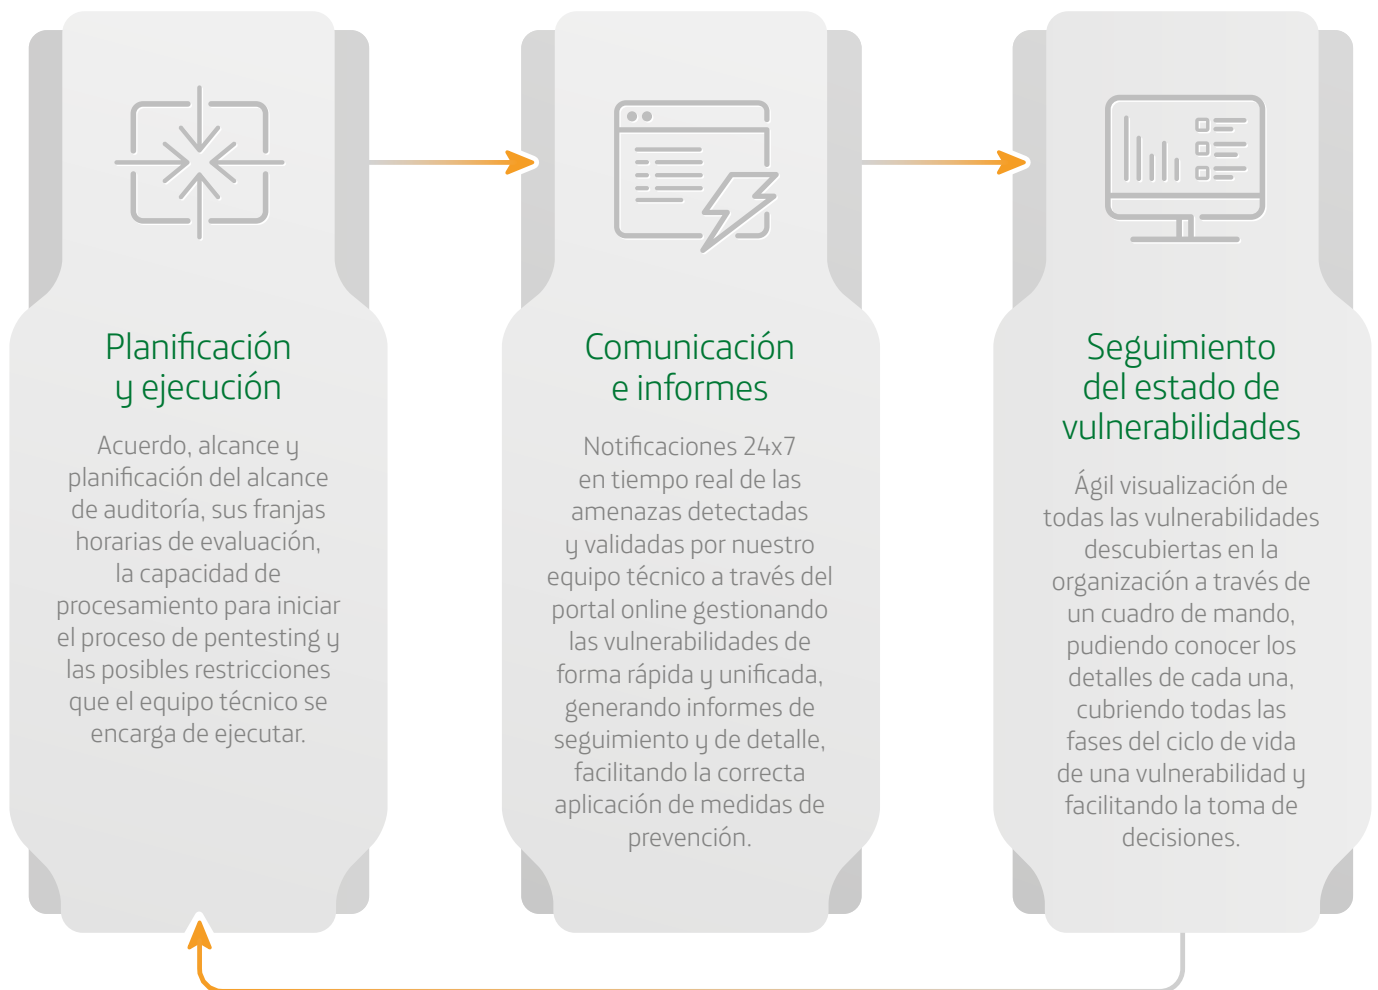 Planificación
y ejecución
Acuerdo, alcance y
planificación del alcance
de auditoría, sus franjas
horarias de evaluación,
la capacidad de
procesamiento para iniciar
el proceso de pentesting y
las posibles restricciones
que el equipo técnico se
encarga de ejecutar.
Comunicación
e informes
Notificaciones 24x7
en tiempo real de las
amenazas detectadas
y validadas por nuestro
equipo técnico a través del
portal online gestionando
las vulnerabilidades de
forma rápida y unificada,
generando informes de
seguimiento y de detalle,
facilitando la correcta
aplicación de medidas de
prevención.
Seguimiento
del estado de
vulnerabilidades
Ágil visualización de
todas las vulnerabilidades
descubiertas en la
organización a través de
un cuadro de mando,
pudiendo conocer los
detalles de cada una,
cubriendo todas las
fases del ciclo de vida
de una vulnerabilidad y
facilitando la toma de
decisiones.